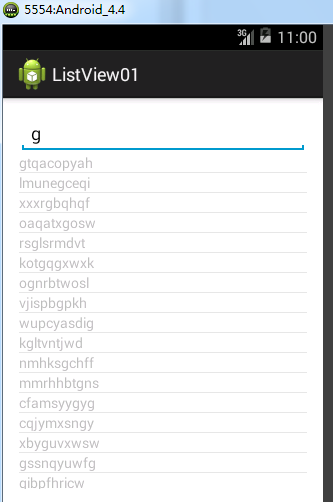 5554:Android_4.4
3G 11:00
ListView01
g
gtqacopyah
lmunegceqi
xxxrgbqhqf
oaqatxgosw
rsglsrmdvt
kotgqgxwxk
ognrbtwosl
vjispbgpkh
wupcyasdig
kgltvntjwd
nmhksgchff
mmrhhbtgns
cfamsyygyg
cqjymxsngy
xbyguvxwsw
gssnqyuwfg
gibpfhricw